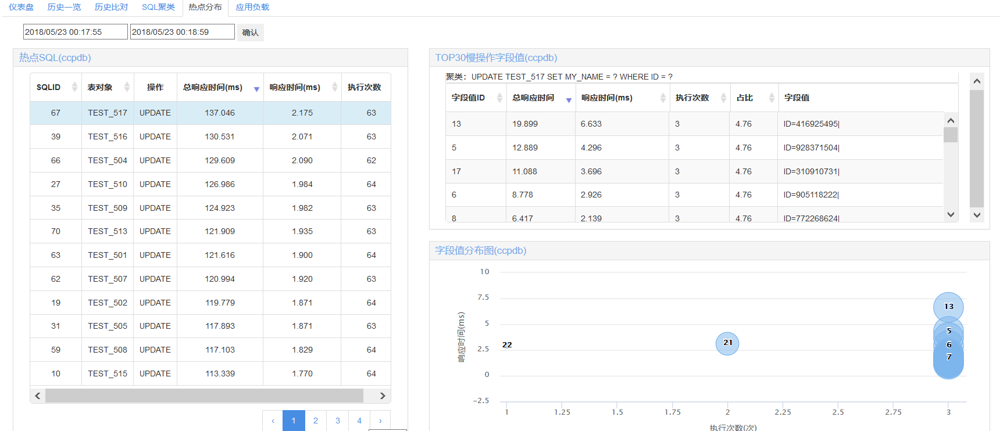 仪表盘 历史一览 历史比对 SQL聚类 热点分布 应用负载
2018/05/23 00:17:55 2018/05/23 00:18:59 确认
热点SQL(ccpdb)
SQLID 表对象 操作 总响应时间(ms) 响应时间(ms) 执行次数
67 TEST_517 UPDATE 137.046 2.175 63
39 TEST_516 UPDATE 130.531 2.071 63
66 TEST_504 UPDATE 129.609 2.090 62
27 TEST_510 UPDATE 126.986 1.984 64
35 TEST_509 UPDATE 124.923 1.982 63
70 TEST_513 UPDATE 121.909 1.935 63
63 TEST_501 UPDATE 121.616 1.900 64
62 TEST_507 UPDATE 120.994 1.920 63
19 TEST_502 UPDATE 119.779 1.871 64
31 TEST_505 UPDATE 117.893 1.871 63
59 TEST_508 UPDATE 117.103 1.829 64
10 TEST_515 UPDATE 113.339 1.770 64
‹ 1 2 3 4 ›
TOP30慢操作字段值(ccpdb)
聚类：UPDATE TEST_517 SET MY_NAME = ? WHERE ID = ?
字段值ID 总响应时间 响应时间(ms) 执行次数 占比 字段值
13 19.899 6.633 3 4.76 ID=416925495|
5 12.889 4.296 3 4.76 ID=928371504|
17 11.088 3.696 3 4.76 ID=310910731|
6 8.778 2.926 3 4.76 ID=905118222|
8 6.417 2.139 3 4.76 ID=772268624|
字段值分布图(ccpdb)
响应时间(ms)
10
7.5
5
2.5
0
-2.5
13
5
22 21 6
7
1 1.25 1.5 1.75 2 2.25 2.5 2.75 3
执行次数(次)